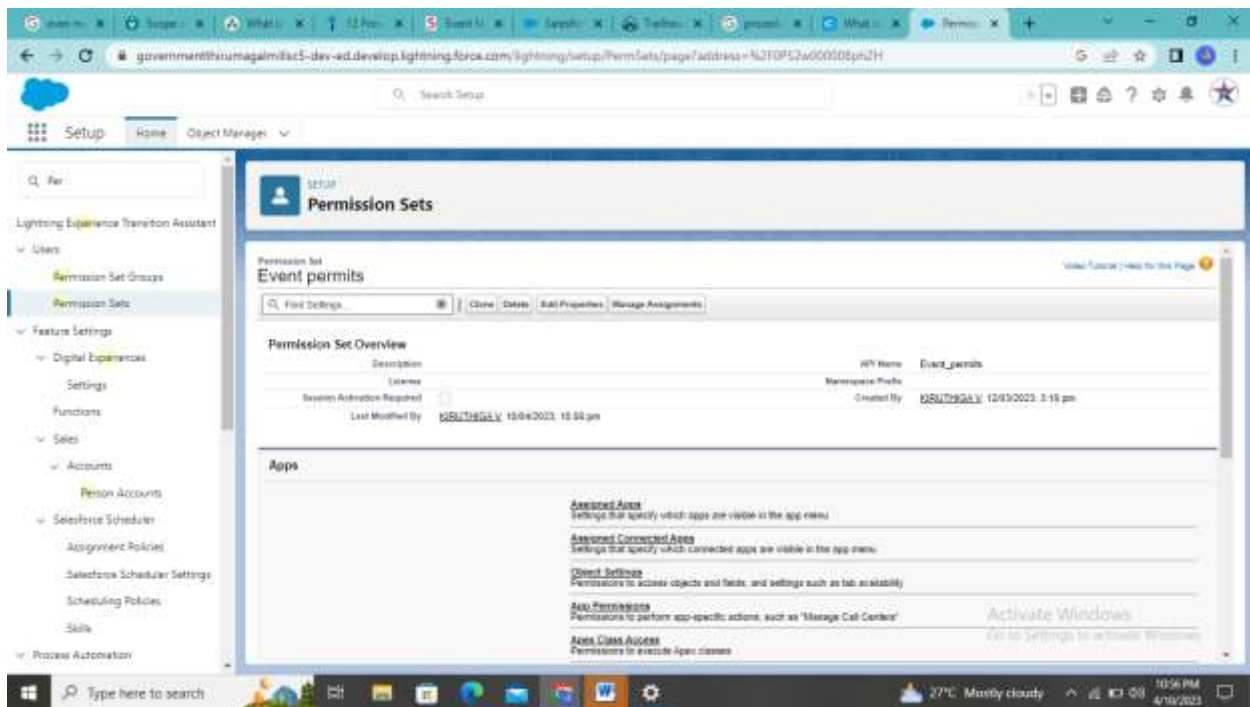 governmentthirumagalmillsc5-dev-ed.develop.lightning.force.com/lightning/setup/PermSets/page?address=
Search Setup
Setup
Home
Object Manager
Per
SETUP
Permission Sets
Lightning Experience Transition Assistant
Users
Permission Set Groups
Permission Sets
Feature Settings
Digital Experiences
Settings
Functions
Sales
Accounts
Person Accounts
Salesforce Scheduler
Assignment Policies
Salesforce Scheduler Settings
Scheduling Policies
Skills
Process Automation
Permission Set
Event permits
Video Tutorial | Help for this Page
Find Settings...
Clone Delete Edit Properties Manage Assignments
Permission Set Overview
Description API Name Event_permits
License Namespace Prefix
Session Activation Required Created By KIRUTHIGA V, 3:16 pm
Last Modified By KIRUTHIGA V, 10:56 pm
Apps
Assigned Apps
Settings that specify which apps are visible in the app menu
Assigned Connected Apps
Settings that specify which connected apps are visible in the app menu
Object Settings
Permissions to access objects and fields, and settings such as tab availability
App Permissions
Permissions to perform app-specific actions, such as "Manage Call Centers"
Apex Class Access
Permissions to execute Apex classes
Activate Windows
Go to Settings to activate Windows.
Type here to search
27°C Mostly cloudy
10:56 PM
4/10/2023